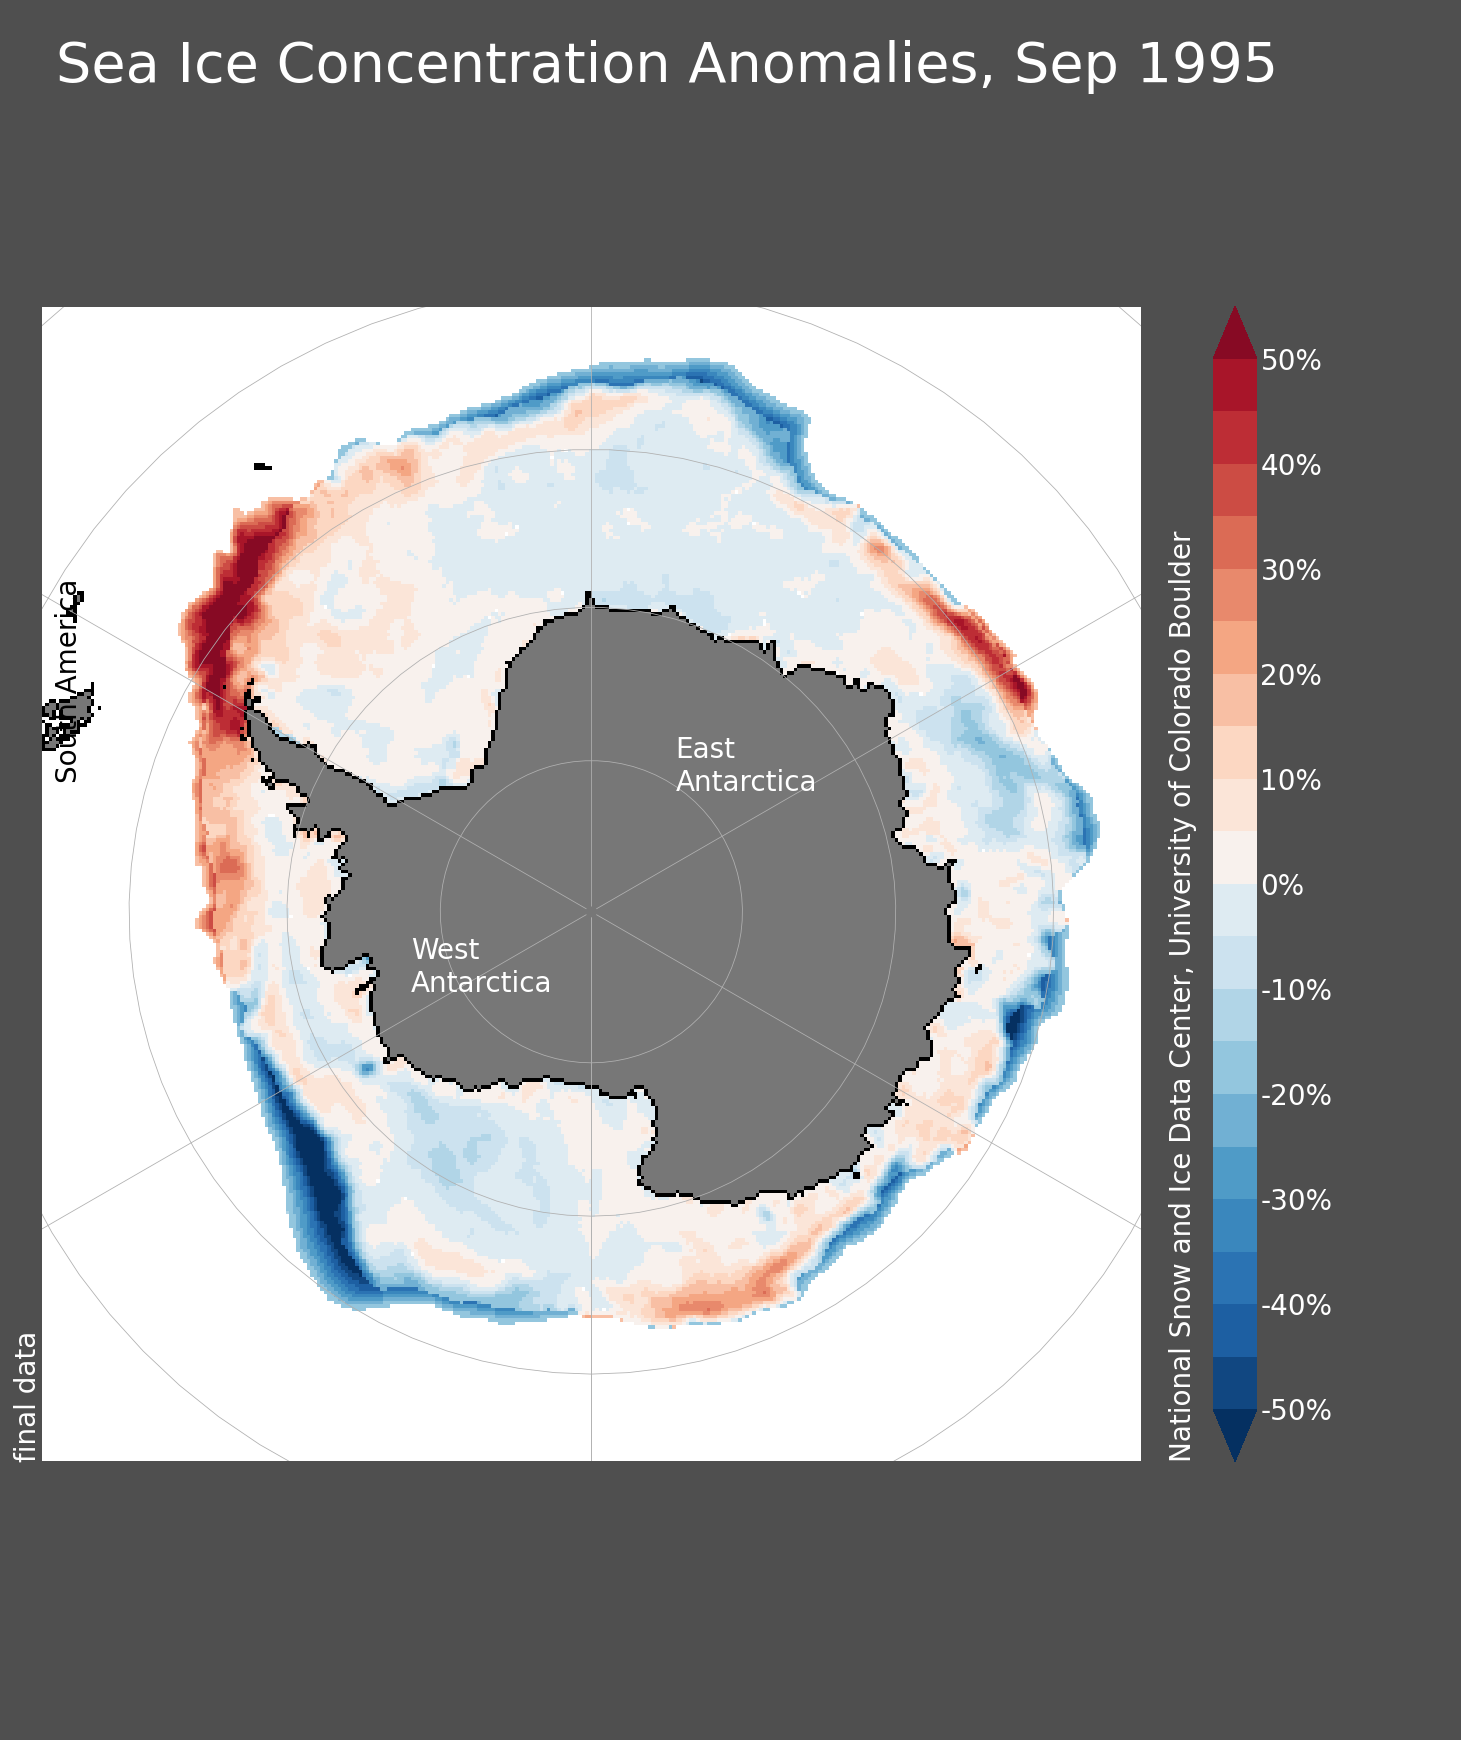 Sea Ice Concentration Anomalies, Sep 1995
South America
East
Antarctica
West
Antarctica
final data
National Snow and Ice Data Center, University of Colorado Boulder
50%
40%
30%
20%
10%
0%
-10%
-20%
-30%
-40%
-50%